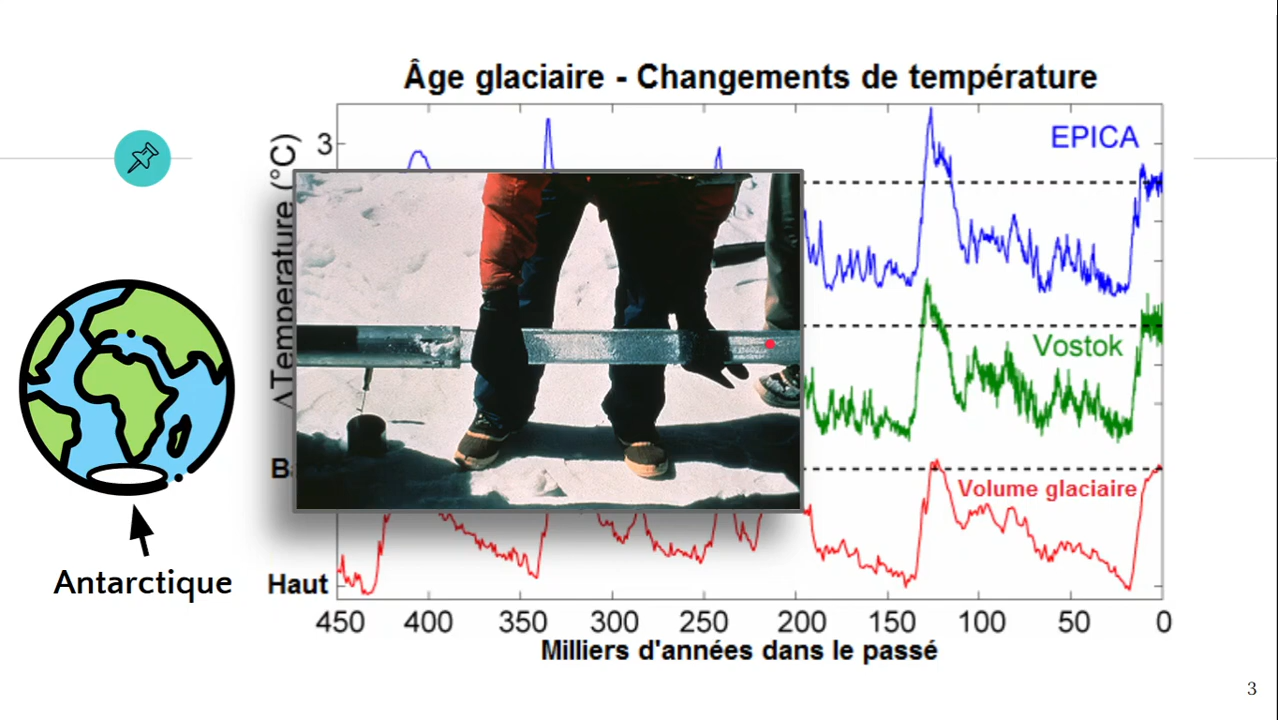 Âge glaciaire - Changements de température
3
EPICA
Température (°C)
Vostok
B
Volume glaciaire
Antarctique
Haut
450 400 350 300 250 200 150 100 50 0
Milliers d'années dans le passé
3